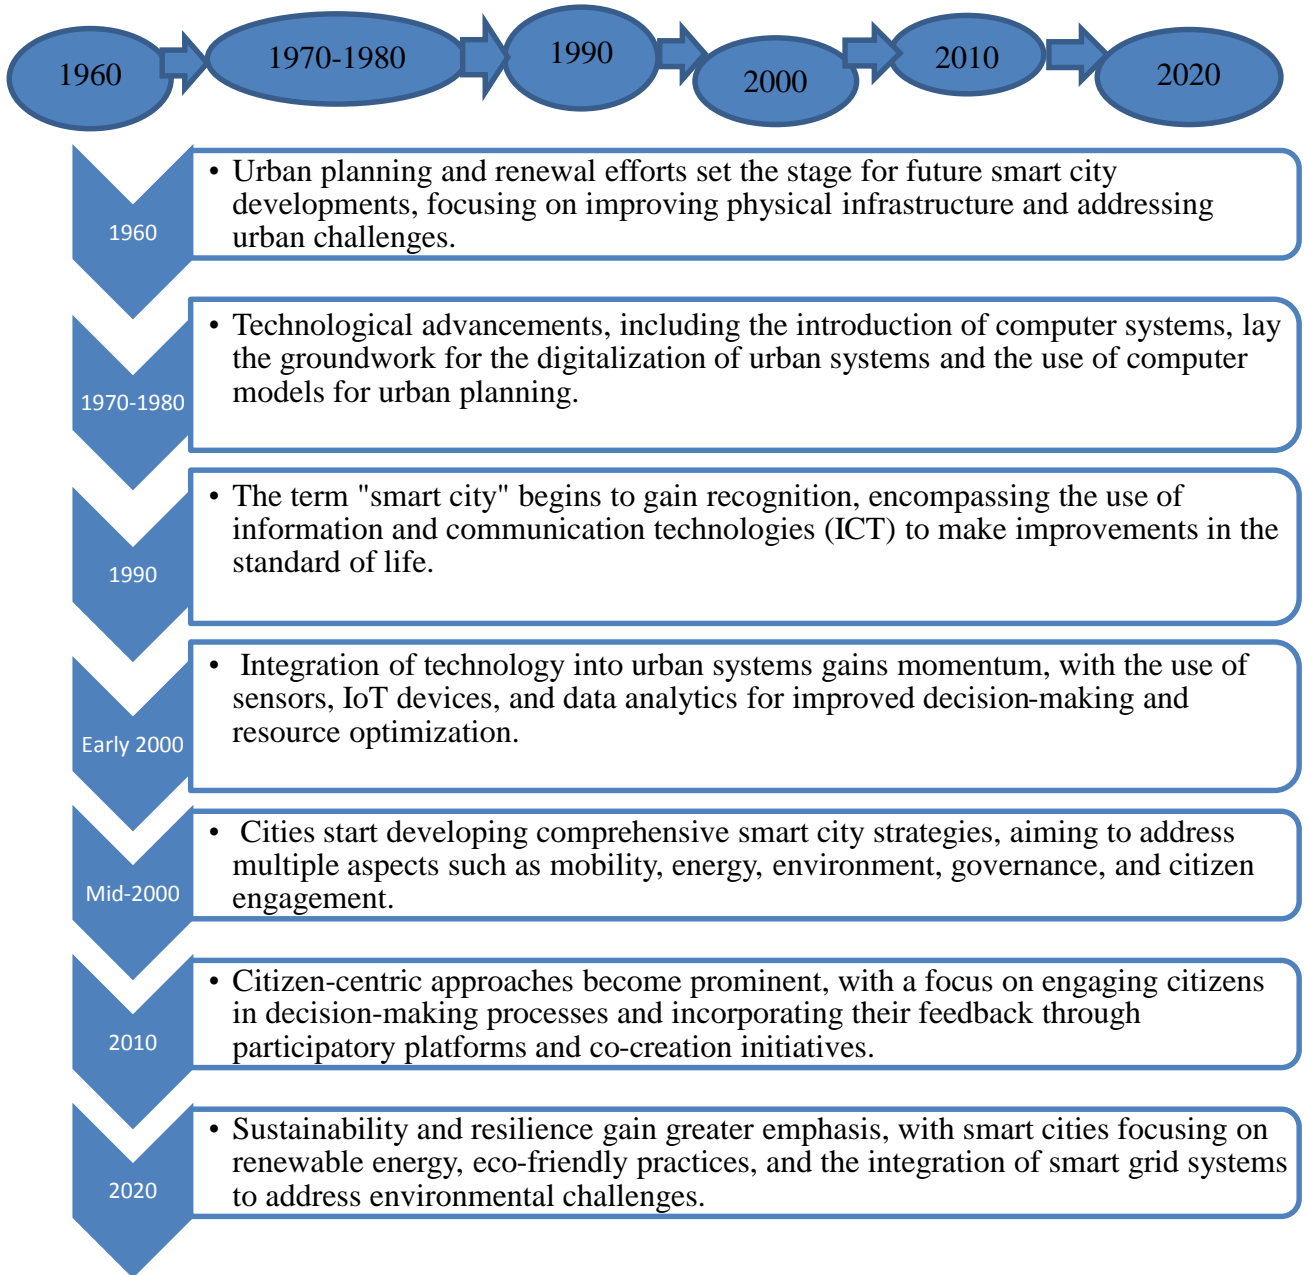 1960
1970-1980
1990
2000
2010
2020
1960
• Urban planning and renewal efforts set the stage for future smart city
developments, focusing on improving physical infrastructure and addressing
urban challenges.
1970-1980
• Technological advancements, including the introduction of computer systems, lay
the groundwork for the digitalization of urban systems and the use of computer
models for urban planning.
1990
• The term "smart city" begins to gain recognition, encompassing the use of
information and communication technologies (ICT) to make improvements in the
standard of life.
Early 2000
• Integration of technology into urban systems gains momentum, with the use of
sensors, IoT devices, and data analytics for improved decision-making and
resource optimization.
Mid-2000
• Cities start developing comprehensive smart city strategies, aiming to address
multiple aspects such as mobility, energy, environment, governance, and citizen
engagement.
2010
• Citizen-centric approaches become prominent, with a focus on engaging citizens
in decision-making processes and incorporating their feedback through
participatory platforms and co-creation initiatives.
2020
• Sustainability and resilience gain greater emphasis, with smart cities focusing on
renewable energy, eco-friendly practices, and the integration of smart grid systems
to address environmental challenges.